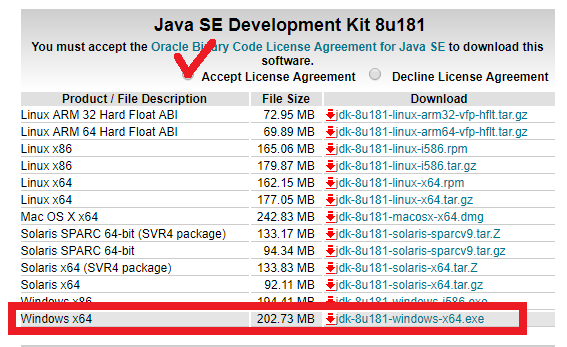 Java SE Development Kit 8u181
You must accept the Oracle Binary Code License Agreement for Java SE to download this
software.
Accept License Agreement Decline License Agreement
Product / File Description File Size Download
Linux ARM 32 Hard Float ABI 72.95 MB jdk-8u181-linux-arm32-vfp-hflt.tar.gz
Linux ARM 64 Hard Float ABI 69.89 MB jdk-8u181-linux-arm64-vfp-hflt.tar.gz
Linux x86 165.06 MB jdk-8u181-linux-i586.rpm
Linux x86 179.87 MB jdk-8u181-linux-i586.tar.gz
Linux x64 162.15 MB jdk-8u181-linux-x64.rpm
Linux x64 177.05 MB jdk-8u181-linux-x64.tar.gz
Mac OS X x64 242.83 MB jdk-8u181-macosx-x64.dmg
Solaris SPARC 64-bit (SVR4 package) 133.17 MB jdk-8u181-solaris-sparcv9.tar.Z
Solaris SPARC 64-bit 94.34 MB jdk-8u181-solaris-sparcv9.tar.gz
Solaris x64 (SVR4 package) 133.83 MB jdk-8u181-solaris-x64.tar.Z
Solaris x64 92.11 MB jdk-8u181-solaris-x64.tar.gz
Windows x86 194.41 MB jdk-8u181-windows-i586.exe
Windows x64 202.73 MB jdk-8u181-windows-x64.exe